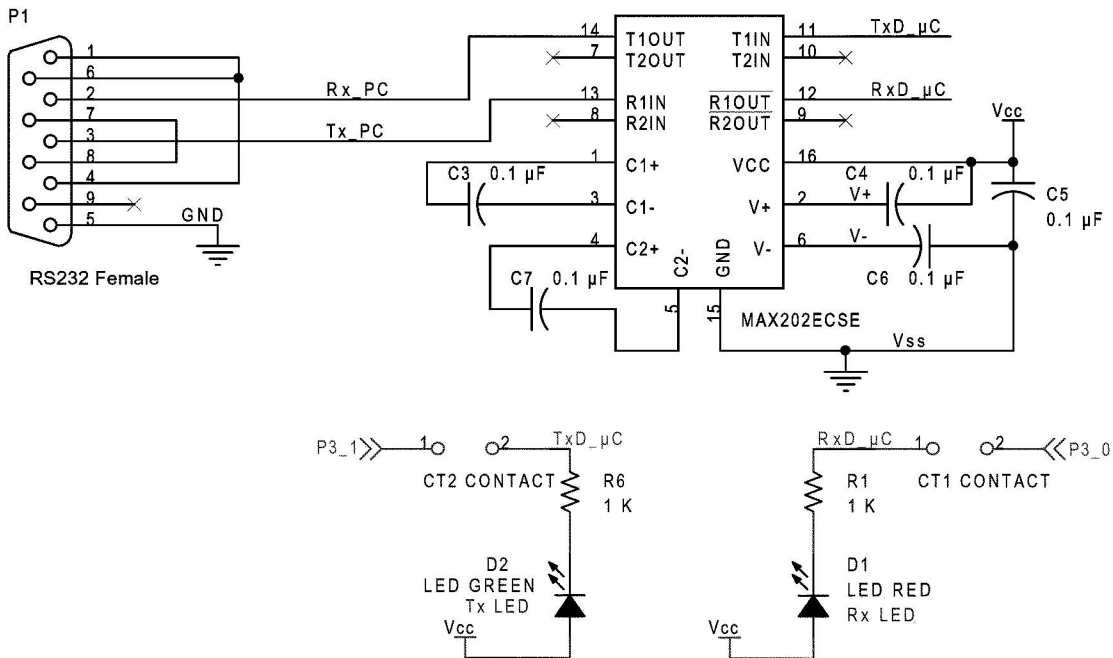 P1
1
6
2
7
3
8
4
9
5
Rx_PC
Tx_PC
GND
RS232 Female
14
7
13
8
1
3
4
T1OUT
T2OUT
R1IN
R2IN
C1+
C1-
C2+
C2-
GND
T1IN
T2IN
R1OUT
R2OUT
VCC
V+
V-
11
10
12
9
16
2
6
5
15
TxD_µC
RxD_µC
Vcc
C3 0.1 µF
C7 0.1 µF
C4 0.1 µF
V+
V-
C5
0.1 µF
C6 0.1 µF
MAX202ECSE
Vss
P3_1
1
2
TxD_µC
CT2 CONTACT
R6
1 K
D2
LED GREEN
Tx LED
Vcc
RxD_µC
1
2
P3_0
CT1 CONTACT
R1
1 K
D1
LED RED
Rx LED
Vcc